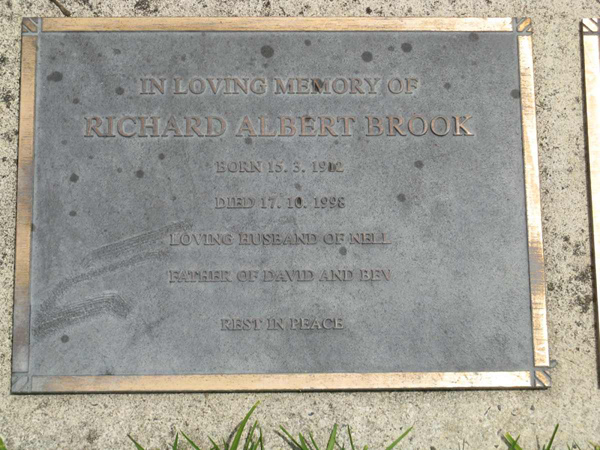 IN LOVING MEMORY OF
RICHARD ALBERT BROOK
BORN 15. 3. 1912
DIED 17. 10. 1998
LOVING HUSBAND OF NELL
FATHER OF DAVID AND BEV
REST IN PEACE